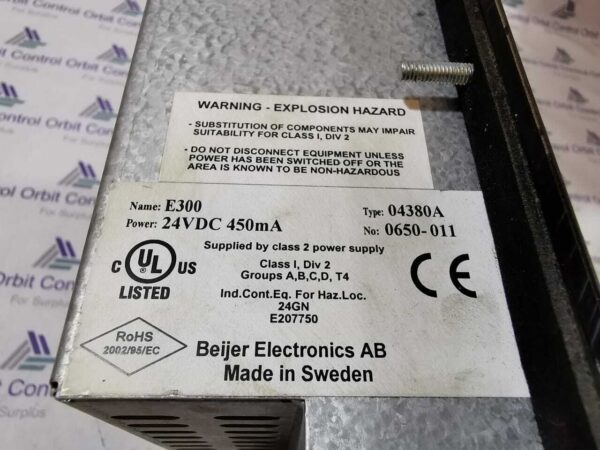 WARNING - EXPLOSION HAZARD
- SUBSTITUTION OF COMPONENTS MAY IMPAIR
SUITABILITY FOR CLASS I, DIV 2
- DO NOT DISCONNECT EQUIPMENT UNLESS
POWER HAS BEEN SWITCHED OFF OR THE
AREA IS KNOWN TO BE NON-HAZARDOUS
Name: E300 Type: 04380A
Power: 24VDC 450mA No: 0650-011
Supplied by class 2 power supply
C UL US
LISTED
CE
Class I, Div 2
Groups A,B,C,D, T4
Ind.Cont.Eq. For Haz.Loc.
24GN
E207750
RoHS
2002/95/EC
Beijer Electronics AB
Made in Sweden
Control Orbit Control
For Surplus